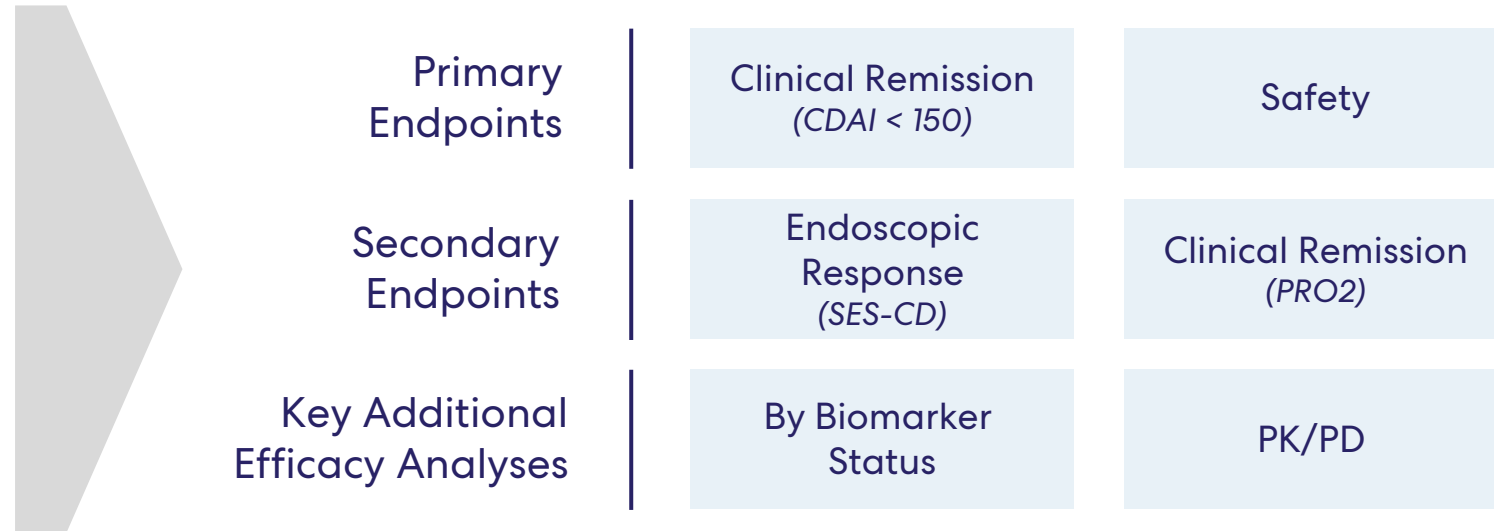 Primary
Endpoints
Clinical Remission
(CDAI < 150)
Safety
Secondary
Endpoints
Endoscopic
Response
(SES-CD)
Clinical Remission
(PRO2)
Key Additional
Efficacy Analyses
By Biomarker
Status
PK/PD